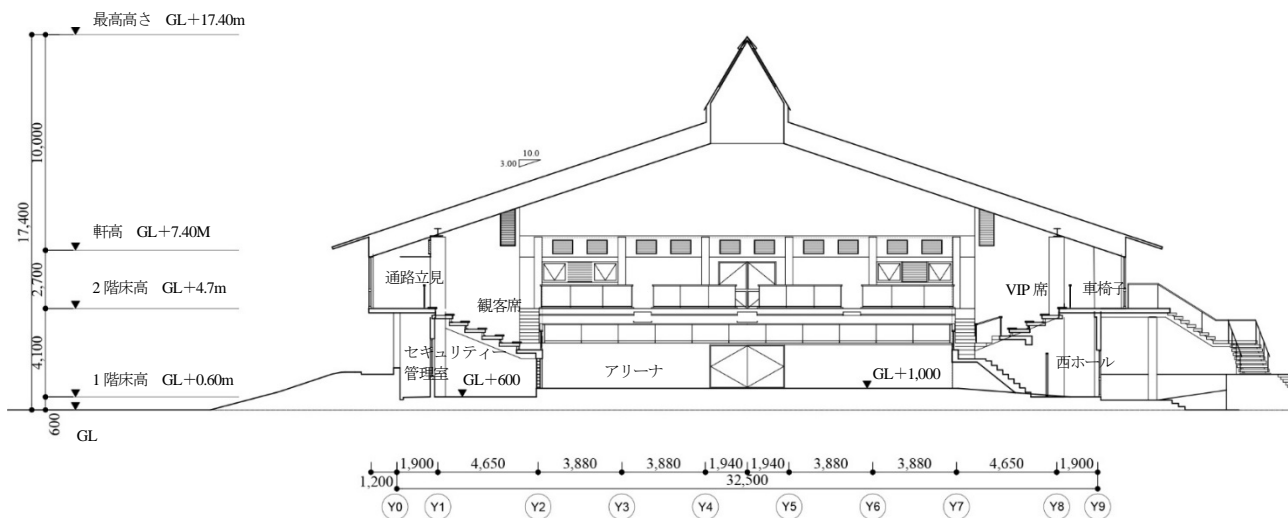 最高高さ GL+17.40m
10.0
3.00
10,000
17,400
軒高 GL+7.40M
2,700
通路立見
VIP 席
車椅子
2 階床高 GL+4.7m
観客席
4,100
セキュリティー
管理室
アリーナ
西ホール
1 階床高 GL+0.60m
GL+600
GL+1,000
600
GL
1,900
4,650
3,880
3,880
1,940
1,940
3,880
3,880
4,650
1,900
1,200
32,500
Y0
Y1
Y2
Y3
Y4
Y5
Y6
Y7
Y8
Y9